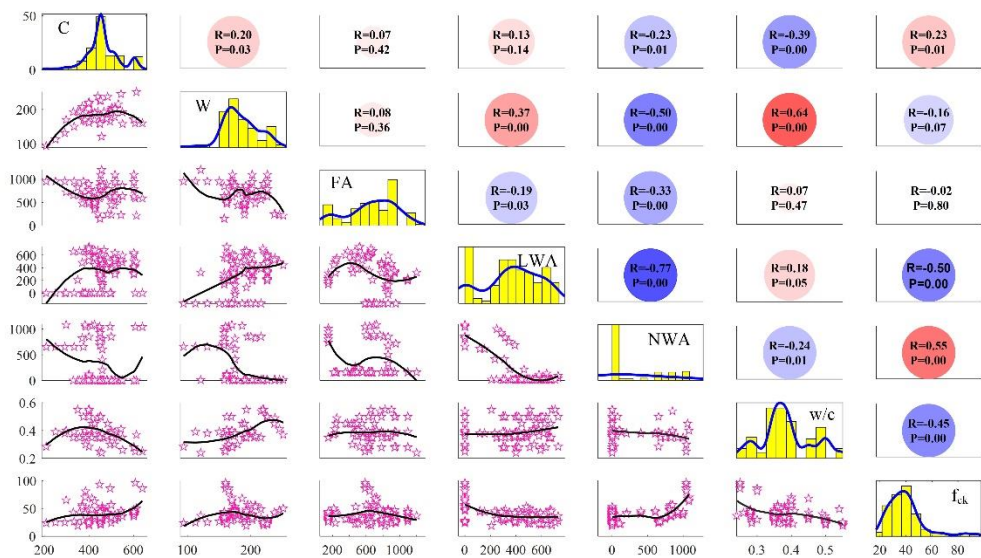 50
0
C
R=0.20
P=0.03
R=0.07
P=0.42
R=0.13
P=0.14
R=-0.23
P=0.01
R=-0.39
P=0.00
R=0.23
P=0.01
200
100
W
R=0.08
P=0.36
R=0.37
P=0.00
R=-0.50
P=0.00
R=0.64
P=0.00
R=-0.16
P=0.07
1000
500
0
FA
R=-0.19
P=0.03
R=-0.33
P=0.00
R=0.07
P=0.47
R=-0.02
P=0.80
600
400
200
0
LWA
R=-0.77
P=0.00
R=0.18
P=0.05
R=-0.50
P=0.00
1000
500
0
NWA
R=-0.24
P=0.01
R=0.55
P=0.00
0.6
0.4
0.2
w/c
R=-0.45
P=0.00
100
50
0
fck
200 400 600
100 200
200 600 1000
0 200 400 600
0 500 1000
0.3 0.4 0.5
20 40 80